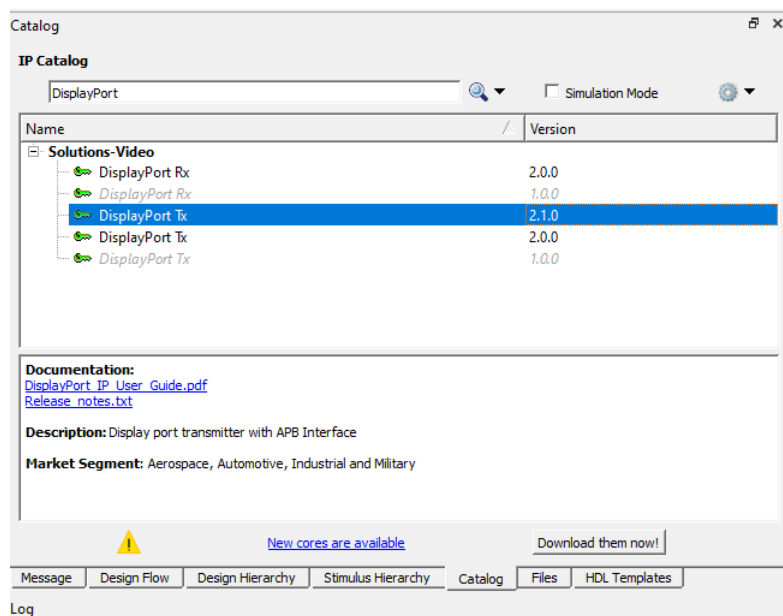 Catalog
IP Catalog
DisplayPort
Simulation Mode
Name Version
Solutions-Video
DisplayPort Rx 2.0.0
DisplayPort Rx 1.0.0
DisplayPort Tx 2.1.0
DisplayPort Tx 2.0.0
DisplayPort Tx 1.0.0
Documentation:
DisplayPort_IP_User_Guide.pdf
Release_notes.txt
Description: Display port transmitter with APB Interface
Market Segment: Aerospace, Automotive, Industrial and Military
New cores are available Download them now!
Message Design Flow Design Hierarchy Stimulus Hierarchy Catalog Files HDL Templates
Log